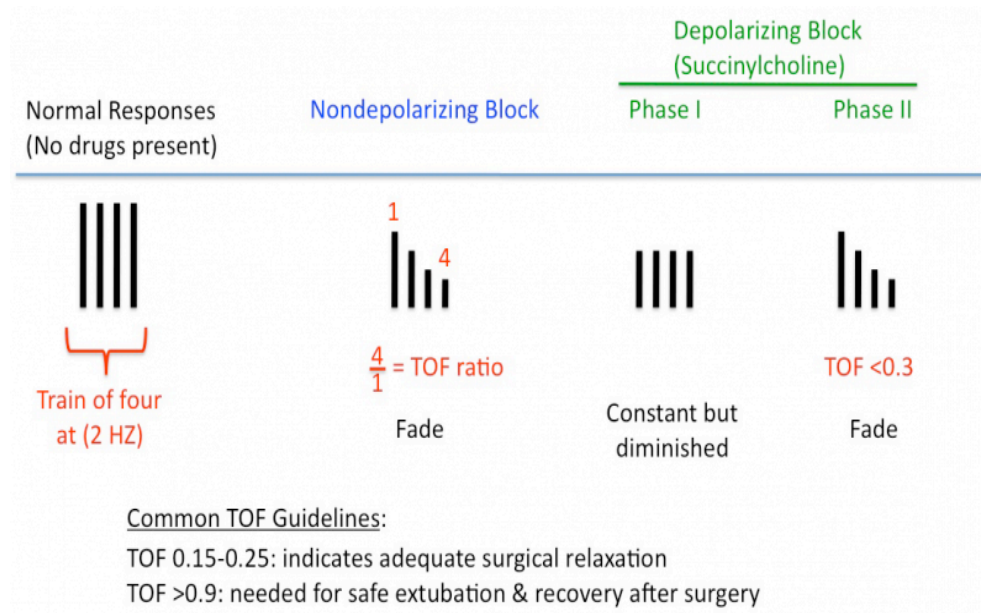 Depolarizing Block
(Succinylcholine)
Normal Responses
(No drugs present)
Nondepolarizing Block
Phase I
Phase II
1
4
4/1 = TOF ratio
TOF <0.3
Train of four
at (2 HZ)
Fade
Constant but
diminished
Fade
Common TOF Guidelines:
TOF 0.15-0.25: indicates adequate surgical relaxation
TOF >0.9: needed for safe extubation & recovery after surgery